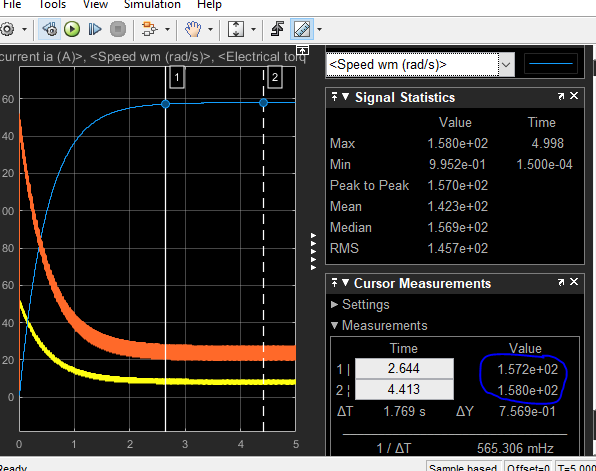 File Tools View Simulation Help
current ia (A)>, <Speed wm (rad/s)>, <Electrical torq
<Speed wm (rad/s)>
1
2
Signal Statistics
Value Time
Max 1.580e+02 4.998
Min 9.952e-01 1.500e-04
Peak to Peak 1.570e+02
Mean 1.423e+02
Median 1.569e+02
RMS 1.457e+02
Cursor Measurements
Settings
Measurements
Time Value
1 | 2.644 1.572e+02
2 ¦ 4.413 1.580e+02
ΔT 1.769 s ΔY 7.569e-01
1 / ΔT 565.306 mHz
60
40
20
00
80
60
40
20
0
0 1 2 3 4 5
Ready
Sample based Offset=0 T=5.000